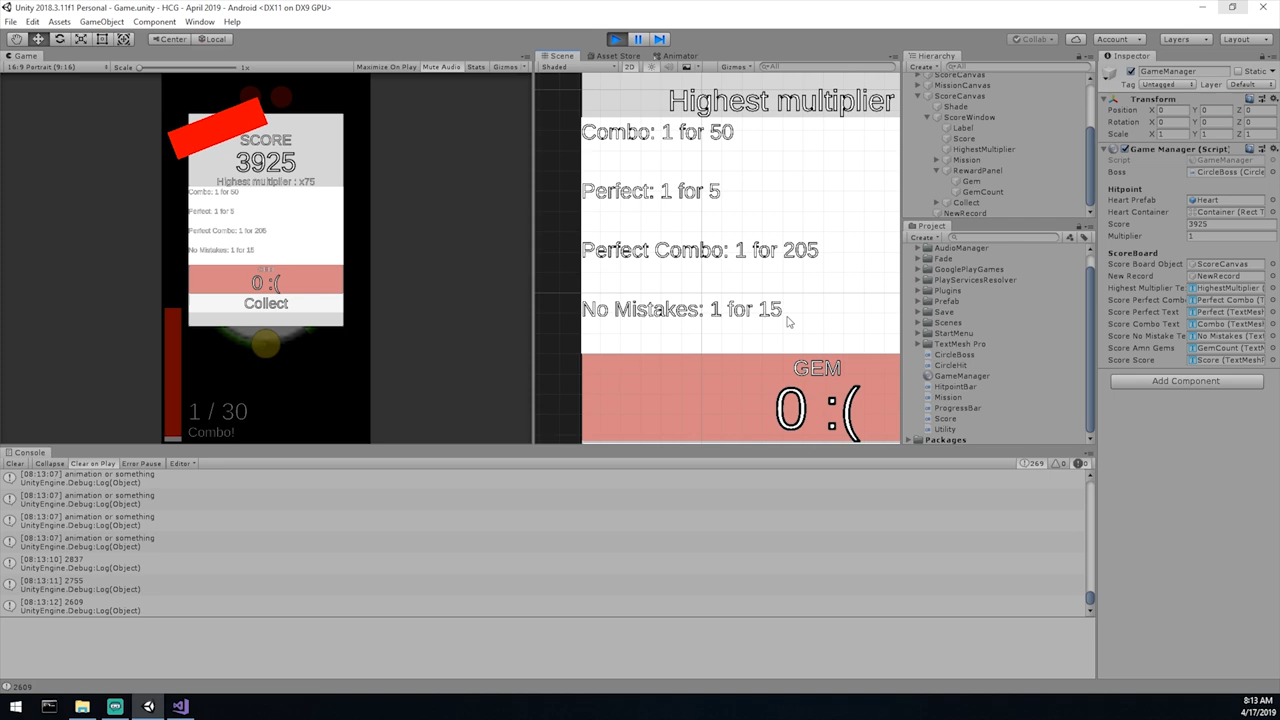 Unity 2018.3.11f1 Personal - Game.unity - HCG - April 2019 - Android <DX11 on DX9 GPU>
File Edit Assets GameObject Component Window Help
Center Local
Collab Account Layers Layout
Game
16:9 Portrait (9:16) Scale 1x Maximize On Play Mute Audio Stats Gizmos
SCORE
3925
Highest multiplier : x75
Combo: 1 for 50
Perfect: 1 for 5
Perfect Combo: 1 for 205
No Mistakes: 1 for 15
0 :(
Collect
1 / 30
Combo!
Scene Asset Store Animator
Shaded 2D Gizmos All
Highest multiplier
Combo: 1 for 50
Perfect: 1 for 5
Perfect Combo: 1 for 205
No Mistakes: 1 for 15
GEM
0 :(
Hierarchy
Create All
ScoreCanvas
MissionCanvas
ScoreCanvas
Shade
ScoreWindow
Label
Score
HighestMultiplier
Mission
RewardPanel
Gem
GemCount
Collect
NewRecord
Project
Create
AudioManager
Fade
GooglePlayGames
PlayServicesResolver
Plugins
Prefab
Save
Scenes
StartMenu
TextMesh Pro
CircleBoss
CircleHit
GameManager
HitpointBar
Mission
ProgressBar
Score
Utility
Packages
Inspector
GameManager Static
Tag Untagged Layer Default
Transform
Position X 0 Y 0 Z 0
Rotation X 0 Y 0 Z 0
Scale X 1 Y 1 Z 1
Game Manager (Script)
Script GameManager
Boss CircleBoss (Circle
Hitpoint
Heart Prefab Heart
Heart Container Container (Rect T
Score 3925
Multiplier 1
ScoreBoard
Score Board Object ScoreCanvas
New Record NewRecord
Highest Multiplier Te HighestMultiplier (
Score Perfect Comb Perfect Combo (T
Score Perfect Text Perfect (TextMesh
Score Combo Text Combo (TextMesh
Score No Mistake Te No Mistakes (Text
Score Amn Gems GemCount (TextM
Score Score Score (TextMeshP
Add Component
Console
Clear Collapse Clear on Play Error Pause Editor 269 0 0
[08:13:07] animation or something
UnityEngine.Debug:Log(Object)
[08:13:07] animation or something
UnityEngine.Debug:Log(Object)
[08:13:07] animation or something
UnityEngine.Debug:Log(Object)
[08:13:07] animation or something
UnityEngine.Debug:Log(Object)
[08:13:10] 2837
UnityEngine.Debug:Log(Object)
[08:13:11] 2755
UnityEngine.Debug:Log(Object)
[08:13:12] 2609
UnityEngine.Debug:Log(Object)
2609
8:13 AM
4/17/2019